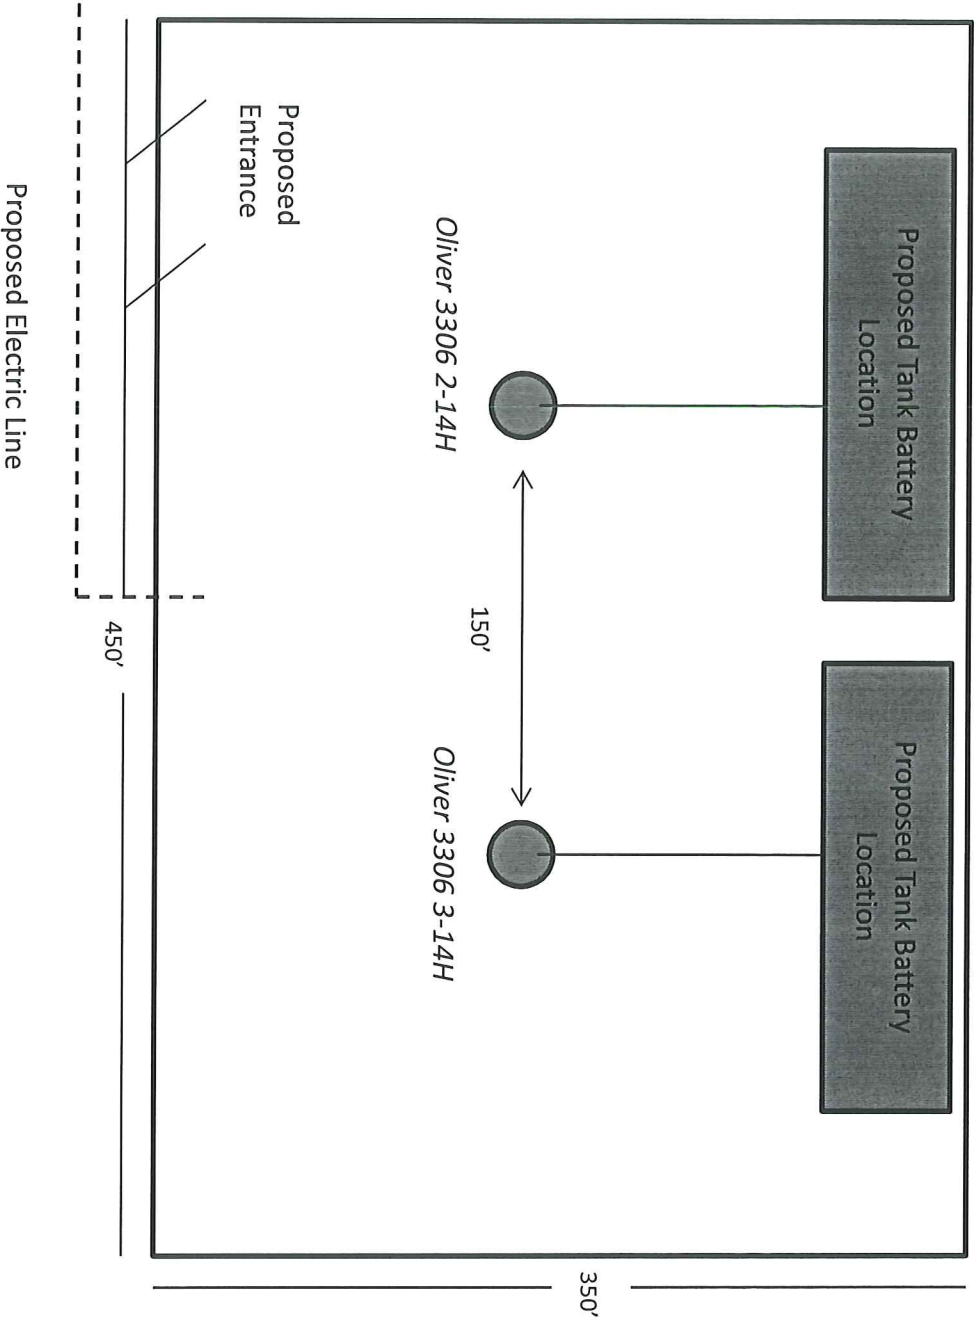 Proposed Tank Battery
Location
Proposed Tank Battery
Location
Oliver 3306 2-14H
150’
Oliver 3306 3-14H
Proposed
Entrance
450’
350’
Proposed Electric Line